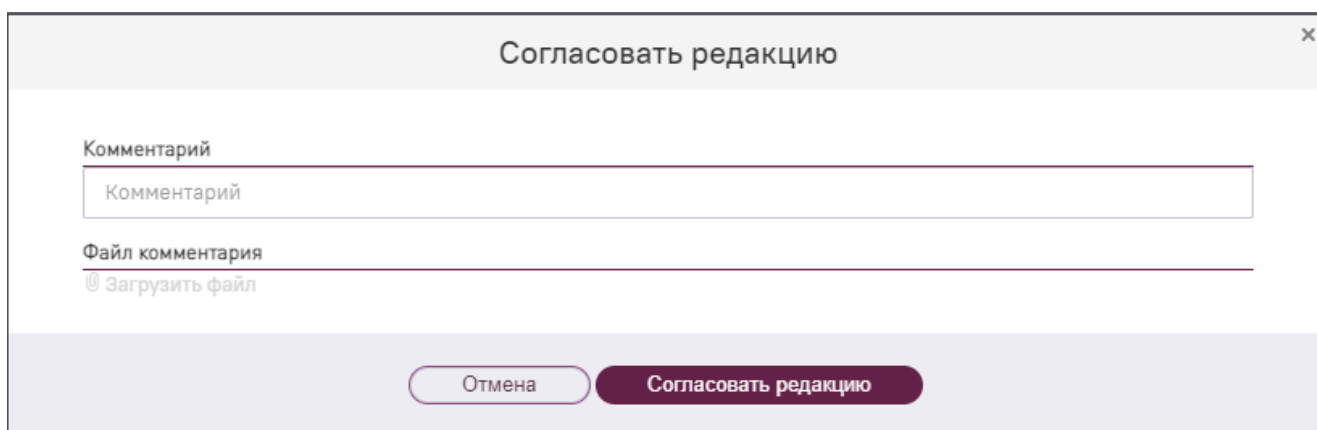 Согласовать редакцию
×
Комментарий
Комментарий
Файл комментария
Загрузить файл
Отмена Согласовать редакцию